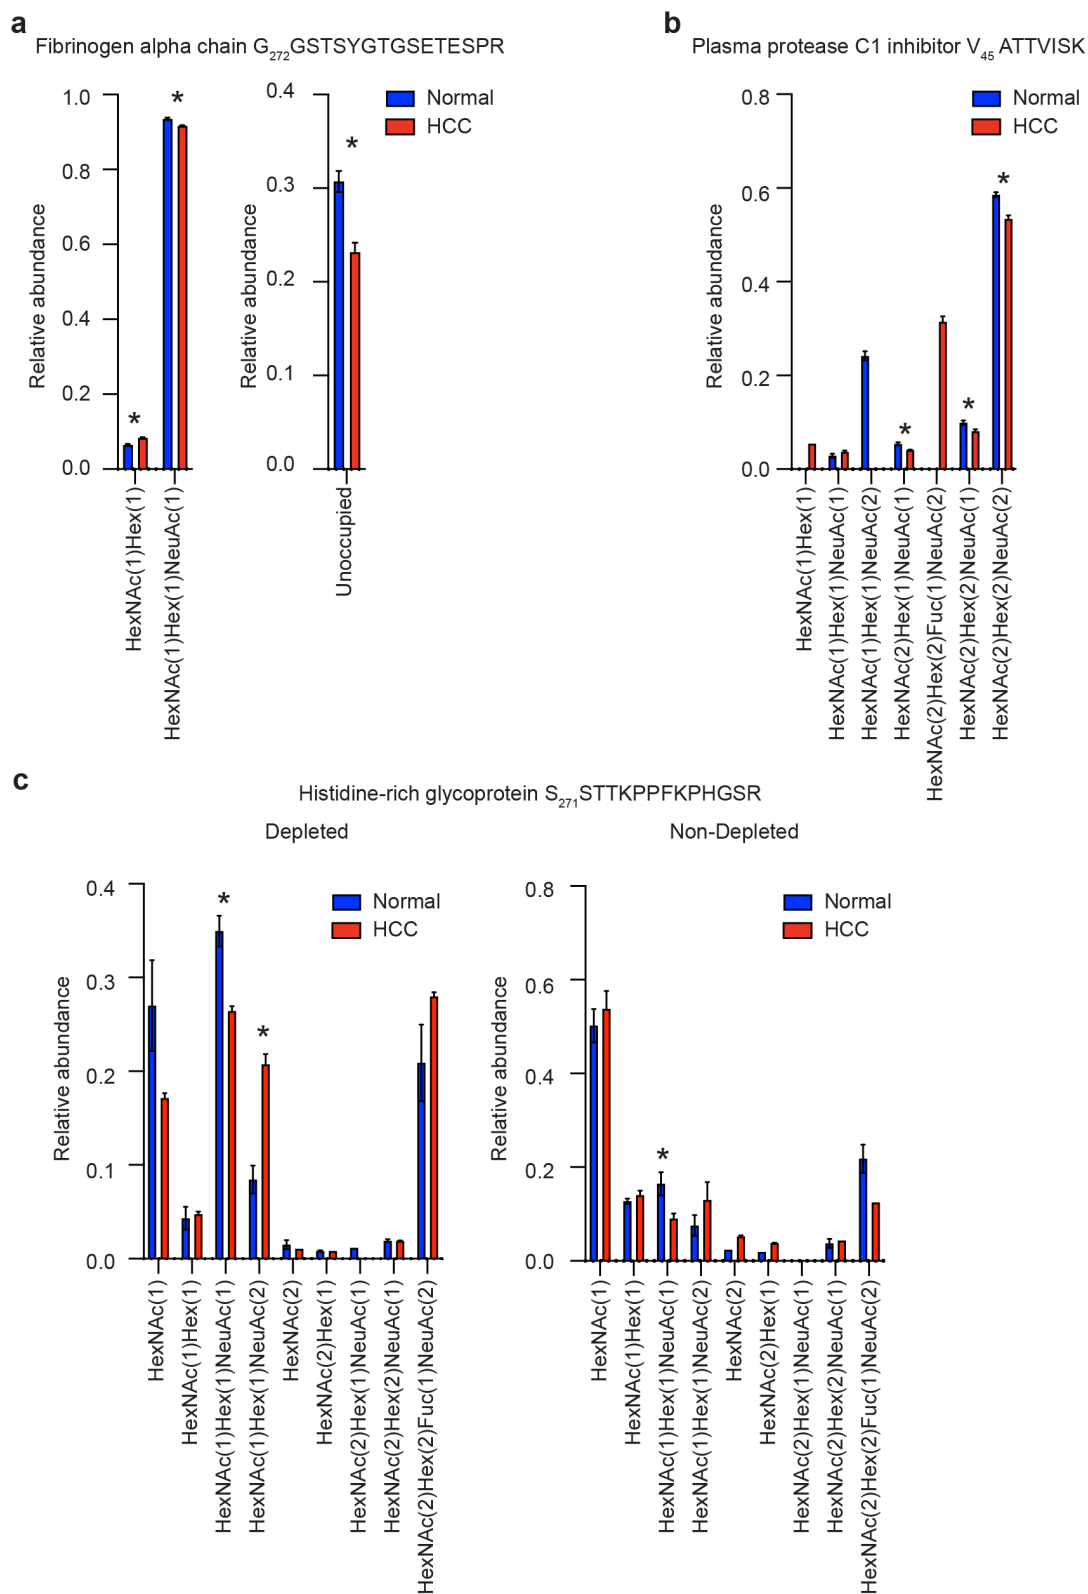 a
Fibrinogen alpha chain G272GSTSYGTGSETESPR
Relative abundance
1.0
0.8
0.6
0.4
0.2
0.0
*
*
HexNAc(1)Hex(1)
HexNAc(1)Hex(1)NeuAc(1)
Relative abundance
0.4
0.3
0.2
0.1
0.0
*
Unoccupied
Normal
HCC
b
Plasma protease C1 inhibitor V45 ATTVISK
Relative abundance
0.8
0.6
0.4
0.2
0.0
Normal
HCC
*
*
*
HexNAc(1)Hex(1)
HexNAc(1)Hex(1)NeuAc(1)
HexNAc(1)Hex(1)NeuAc(2)
HexNAc(2)Hex(1)NeuAc(1)
HexNAc(2)Hex(2)Fuc(1)NeuAc(2)
HexNAc(2)Hex(2)NeuAc(1)
HexNAc(2)Hex(2)NeuAc(2)
c
Histidine-rich glycoprotein S271STTKPPFKPHGSR
Depleted
Relative abundance
0.4
0.3
0.2
0.1
0.0
Normal
HCC
*
*
HexNAc(1)
HexNAc(1)Hex(1)
HexNAc(1)Hex(1)NeuAc(1)
HexNAc(1)Hex(1)NeuAc(2)
HexNAc(2)
HexNAc(2)Hex(1)
HexNAc(2)Hex(1)NeuAc(1)
HexNAc(2)Hex(2)NeuAc(1)
HexNAc(2)Hex(2)Fuc(1)NeuAc(2)
Non-Depleted
Relative abundance
0.8
0.6
0.4
0.2
0.0
Normal
HCC
*
HexNAc(1)
HexNAc(1)Hex(1)
HexNAc(1)Hex(1)NeuAc(1)
HexNAc(1)Hex(1)NeuAc(2)
HexNAc(2)
HexNAc(2)Hex(1)
HexNAc(2)Hex(1)NeuAc(1)
HexNAc(2)Hex(2)NeuAc(1)
HexNAc(2)Hex(2)Fuc(1)NeuAc(2)